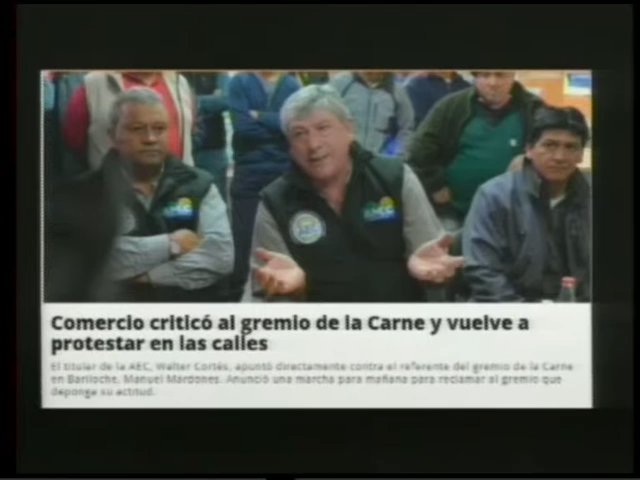 AEC
Comercio criticó al gremio de la Carne y vuelve a
protestar en las calles
El titular de la AEC, Walter Cortés, apuntó directamente contra el referente del gremio de la Carne
en Bariloche, Manuel Mardones. Anunció una marcha para mañana para reclamar al gremio que
deponga su actitud.